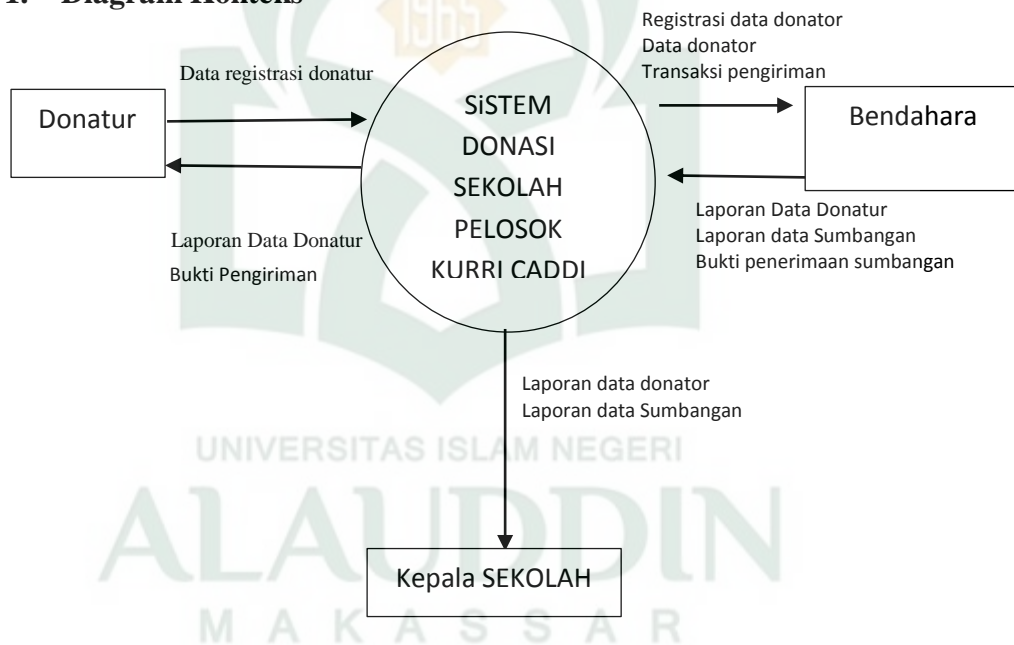 1. Diagram Konteks
1965
Registrasi data donator
Data donator
Transaksi pengiriman
Data registrasi donatur
Donatur
SiSTEM
DONASI
SEKOLAH
PELOSOK
KURRI CADDI
Bendahara
Laporan Data Donatur
Bukti Pengiriman
Laporan Data Donatur
Laporan data Sumbangan
Bukti penerimaan sumbangan
Laporan data donator
Laporan data Sumbangan
UNIVERSITAS ISLAM NEGERI
ALAUDDIN
Kepala SEKOLAH
MAKASSAR